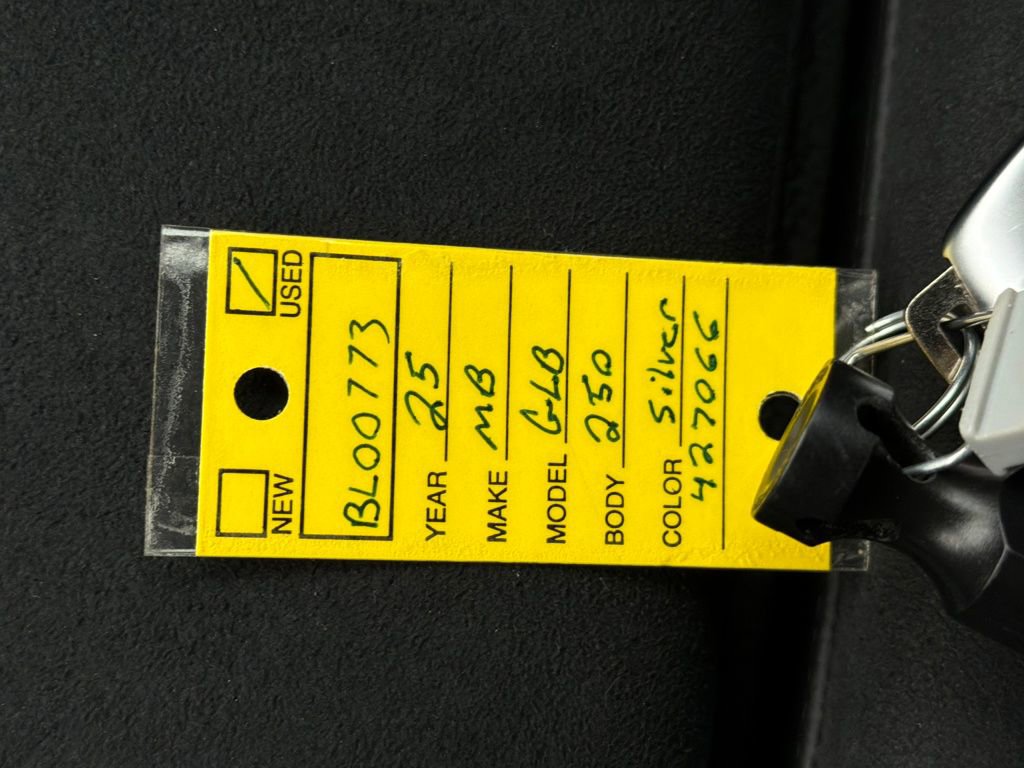 NEW USED
BL00773
YEAR 25
MAKE MB
MODEL GLB
BODY 250
COLOR Silver
427066